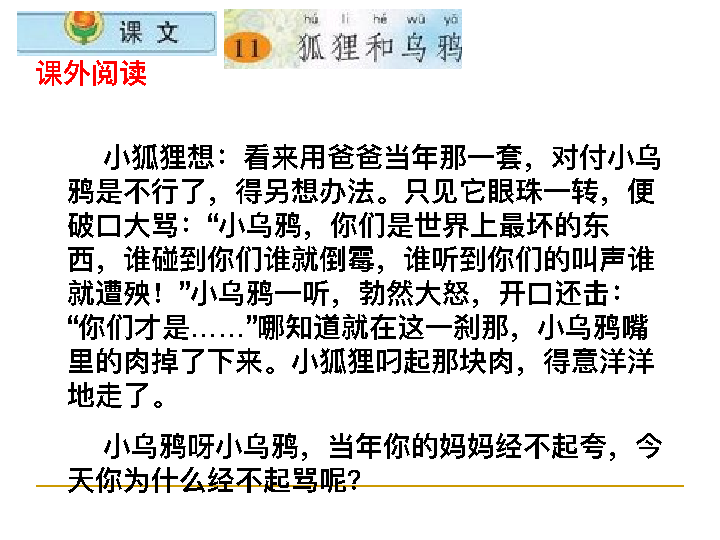 课文
hú li hé wū yā
11 狐狸和乌鸦
课外阅读
小狐狸想：看来用爸爸当年那一套，对付小乌
鸦是不行了，得另想办法。只见它眼珠一转，便
破口大骂：“小乌鸦，你们是世界上最坏的东
西，谁碰到你们谁就倒霉，谁听到你们的叫声谁
就遭殃！”小乌鸦一听，勃然大怒，开口还击：
“你们才是……”哪知道就在这一刹那，小乌鸦嘴
里的肉掉了下来。小狐狸叼起那块肉，得意洋洋
地走了。
小乌鸦呀小乌鸦，当年你的妈妈经不起夸，今
天你为什么经不起骂呢？